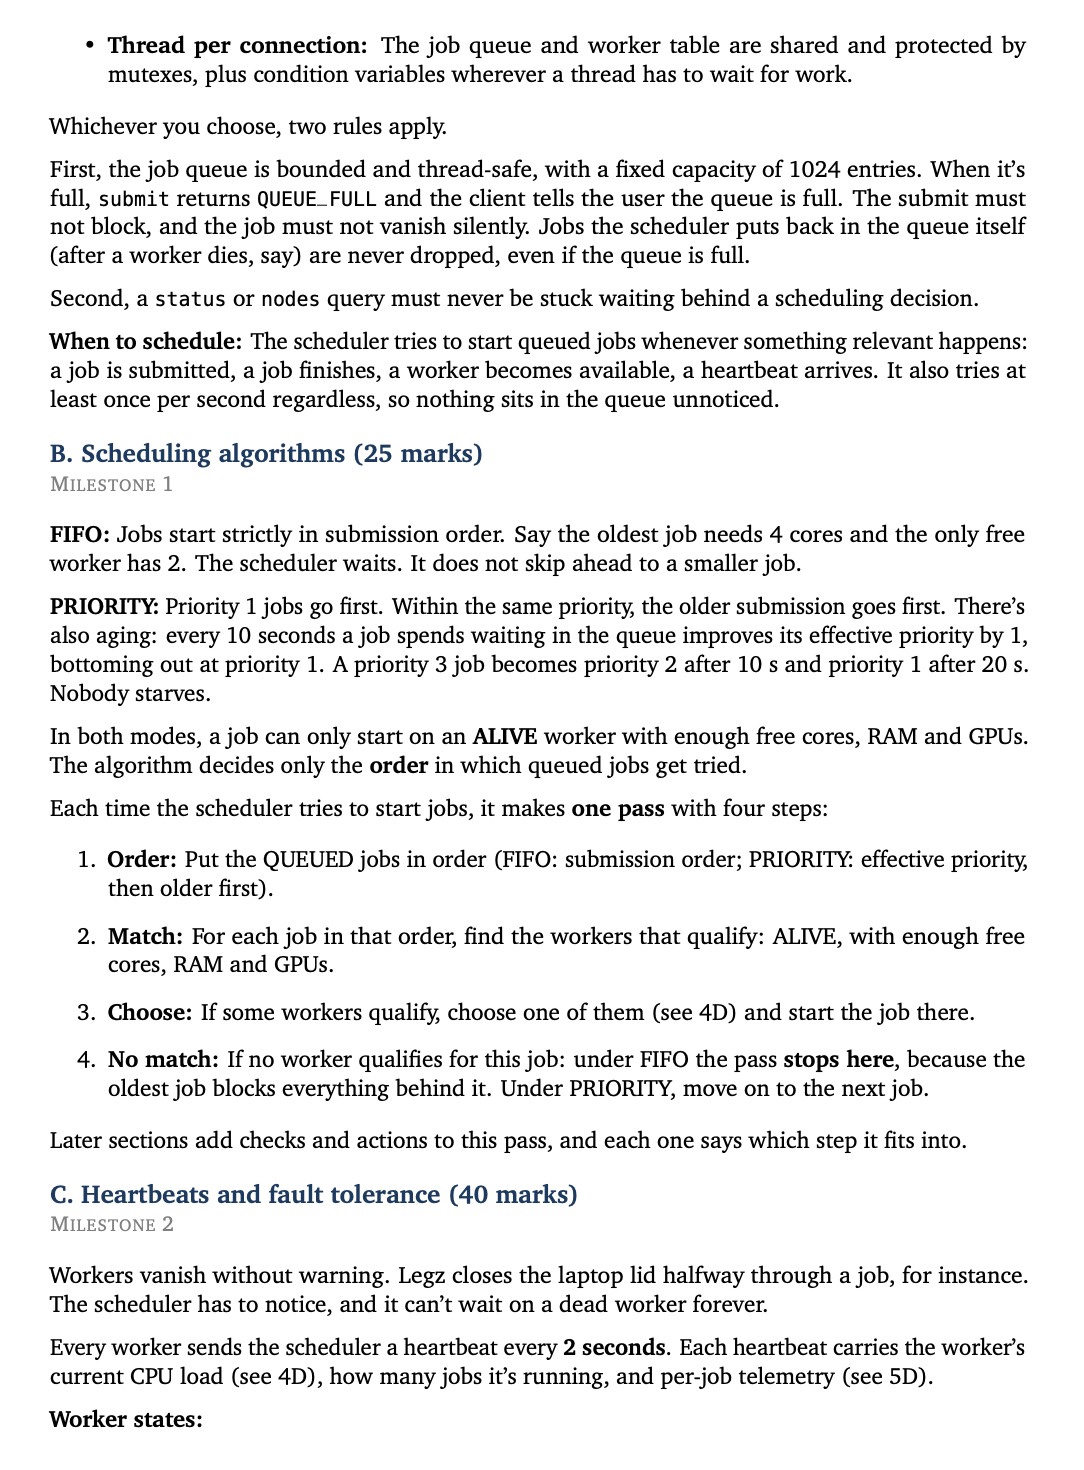 • Thread per connection: The job queue and worker table are shared and protected by
mutexes, plus condition variables wherever a thread has to wait for work.
Whichever you choose, two rules apply.
First, the job queue is bounded and thread-safe, with a fixed capacity of 1024 entries. When it's
full, submit returns QUEUE_FULL and the client tells the user the queue is full. The submit must
not block, and the job must not vanish silently. Jobs the scheduler puts back in the queue itself
(after a worker dies, say) are never dropped, even if the queue is full.
Second, a status or nodes query must never be stuck waiting behind a scheduling decision.
When to schedule: The scheduler tries to start queued jobs whenever something relevant happens:
a job is submitted, a job finishes, a worker becomes available, a heartbeat arrives. It also tries at
least once per second regardless, so nothing sits in the queue unnoticed.
B. Scheduling algorithms (25 marks)
MILESTONE 1
FIFO: Jobs start strictly in submission order. Say the oldest job needs 4 cores and the only free
worker has 2. The scheduler waits. It does not skip ahead to a smaller job.
PRIORITY: Priority 1 jobs go first. Within the same priority, the older submission goes first. There's
also aging: every 10 seconds a job spends waiting in the queue improves its effective priority by 1,
bottoming out at priority 1. A priority 3 job becomes priority 2 after 10 s and priority 1 after 20 s.
Nobody starves.
In both modes, a job can only start on an ALIVE worker with enough free cores, RAM and GPUs.
The algorithm decides only the order in which queued jobs get tried.
Each time the scheduler tries to start jobs, it makes one pass with four steps:
1. Order: Put the QUEUED jobs in order (FIFO: submission order; PRIORITY: effective priority,
then older first).
2. Match: For each job in that order, find the workers that qualify: ALIVE, with enough free
cores, RAM and GPUs.
3. Choose: If some workers qualify, choose one of them (see 4D) and start the job there.
4. No match: If no worker qualifies for this job: under FIFO the pass stops here, because the
oldest job blocks everything behind it. Under PRIORITY, move on to the next job.
Later sections add checks and actions to this pass, and each one says which step it fits into.
C. Heartbeats and fault tolerance (40 marks)
MILESTONE 2
Workers vanish without warning. Legz closes the laptop lid halfway through a job, for instance.
The scheduler has to notice, and it can't wait on a dead worker forever.
Every worker sends the scheduler a heartbeat every 2 seconds. Each heartbeat carries the worker's
current CPU load (see 4D), how many jobs it's running, and per-job telemetry (see 5D).
Worker states: